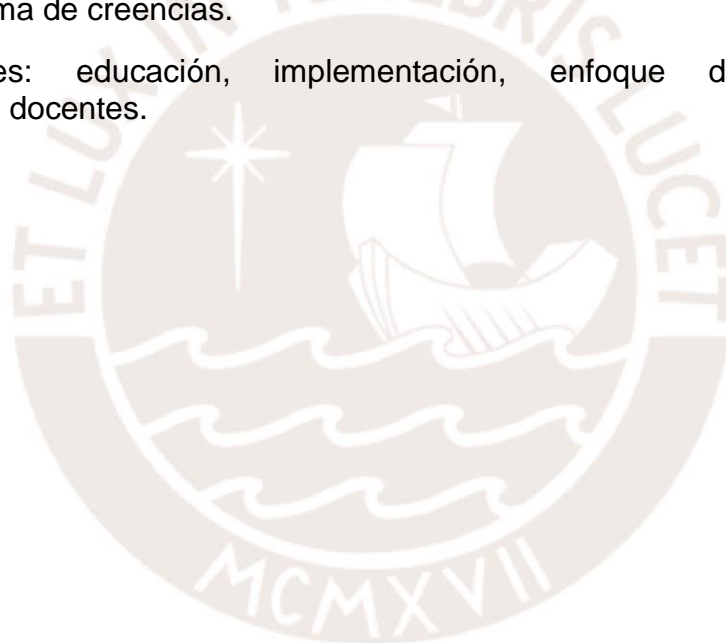 ma de creencias.
es: educación, implementación, enfoque d
docentes.
ET LUX IN TENEBRIS LUCET
MCMXVII